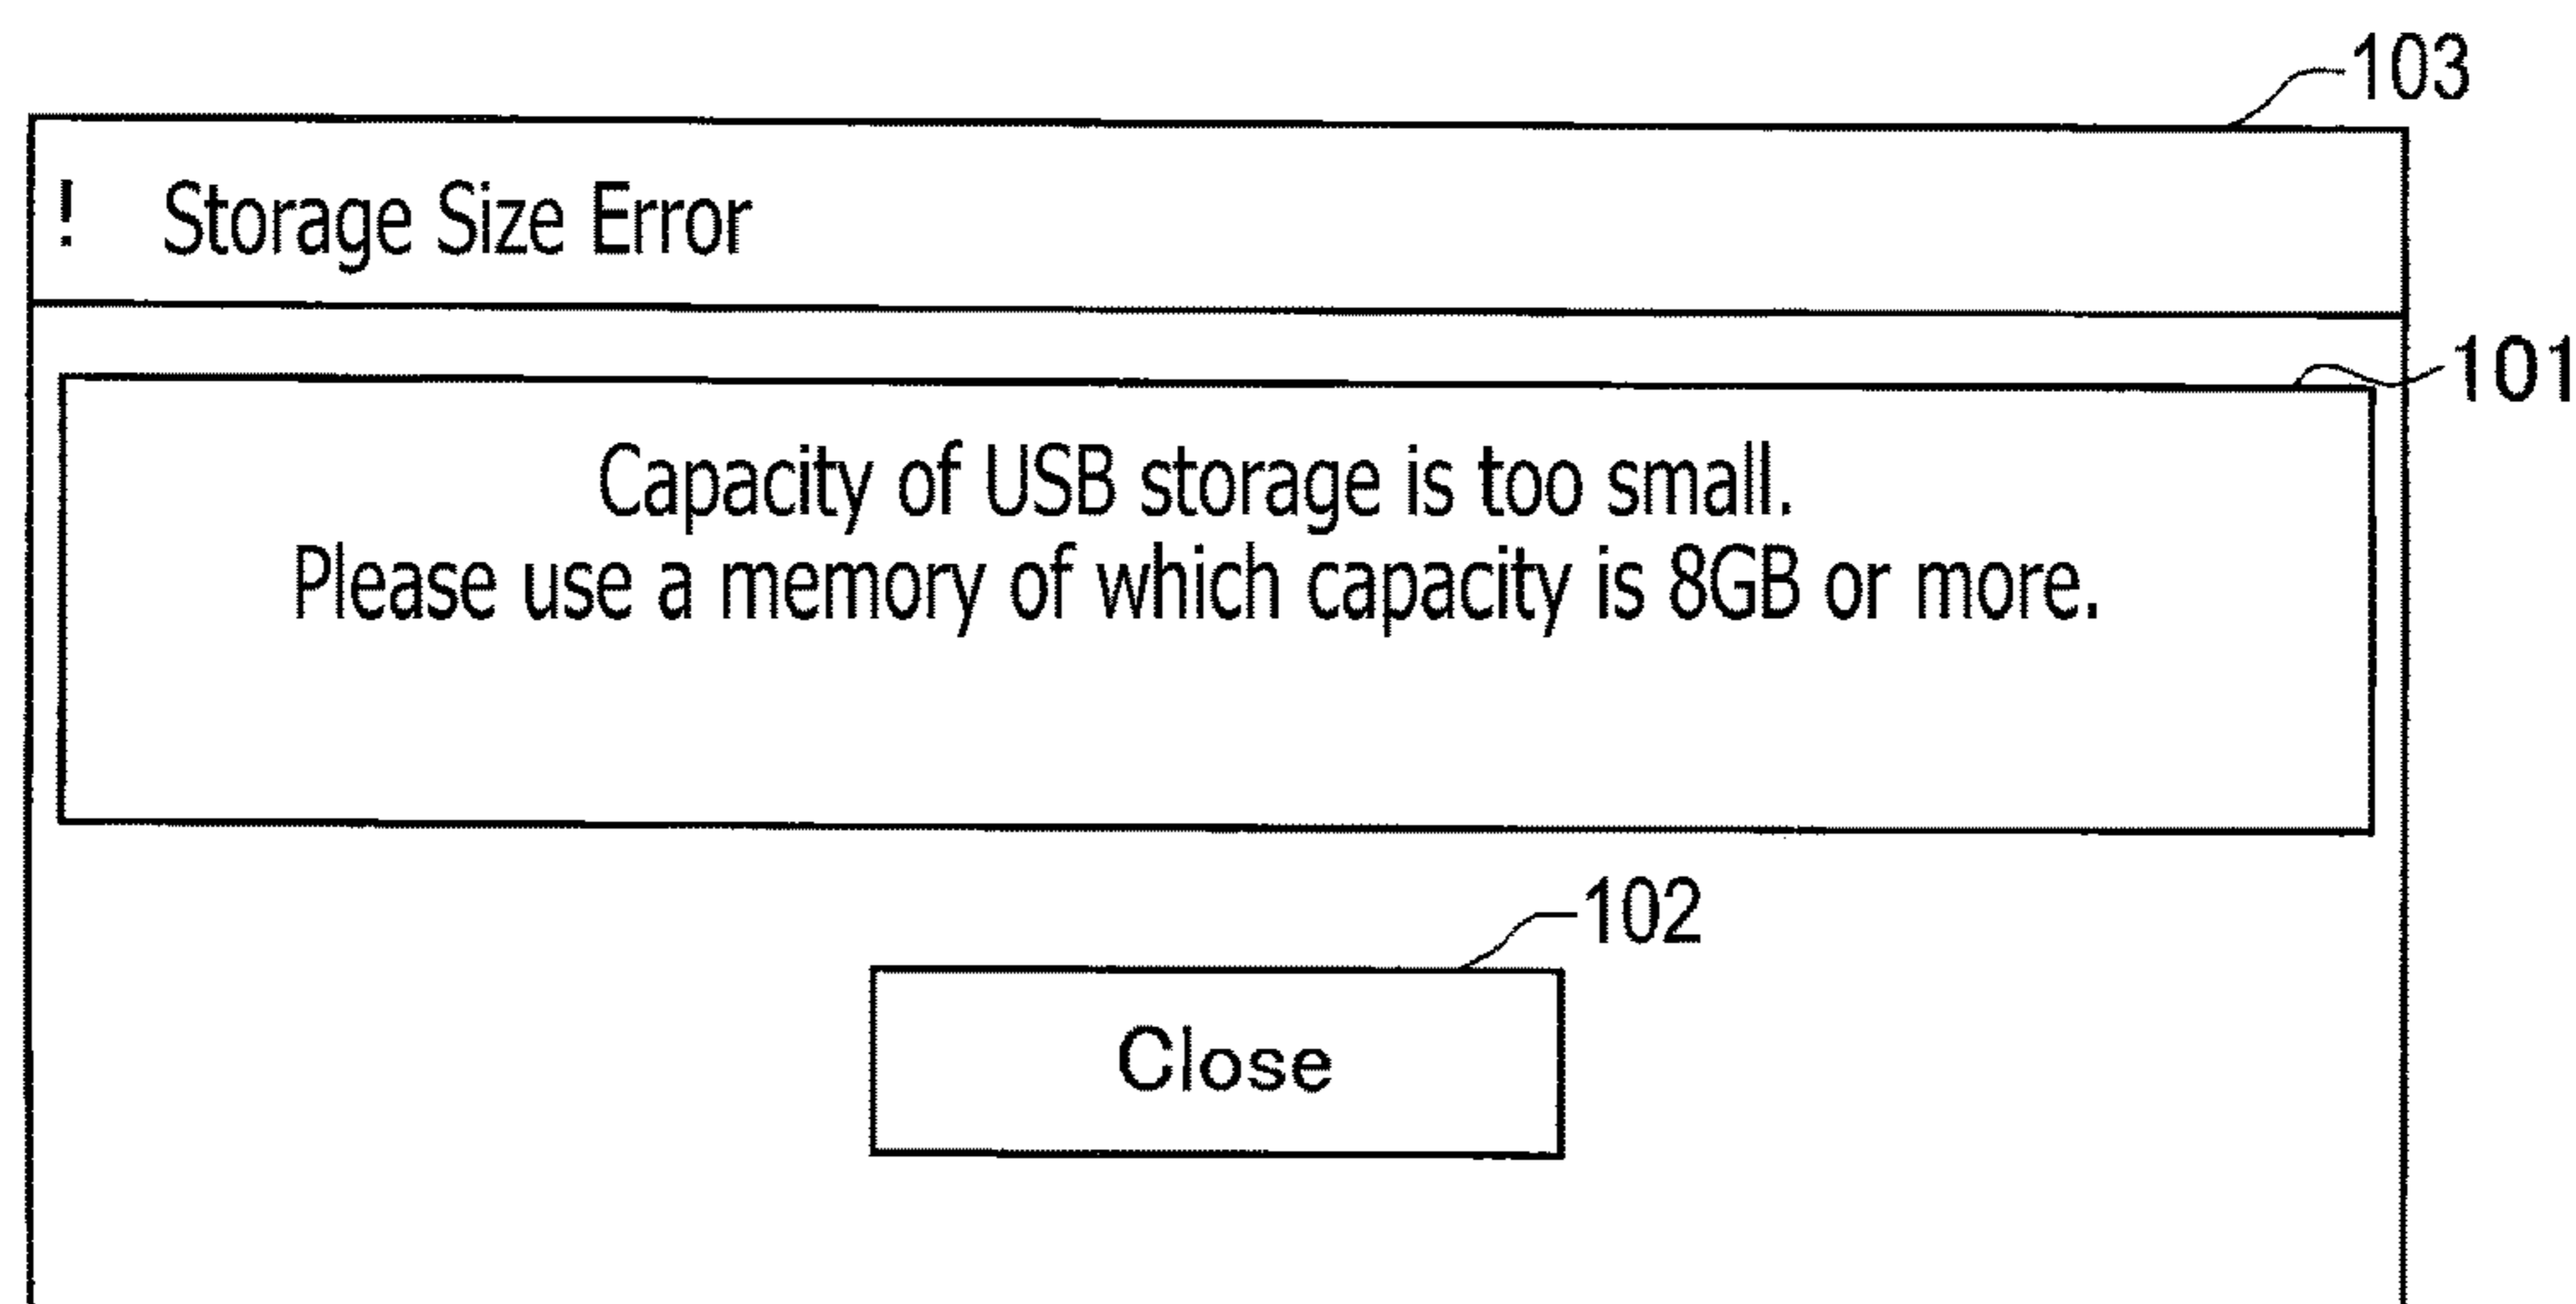 103
! Storage Size Error
101
Capacity of USB storage is too small.
Please use a memory of which capacity is 8GB or more.
102
Close